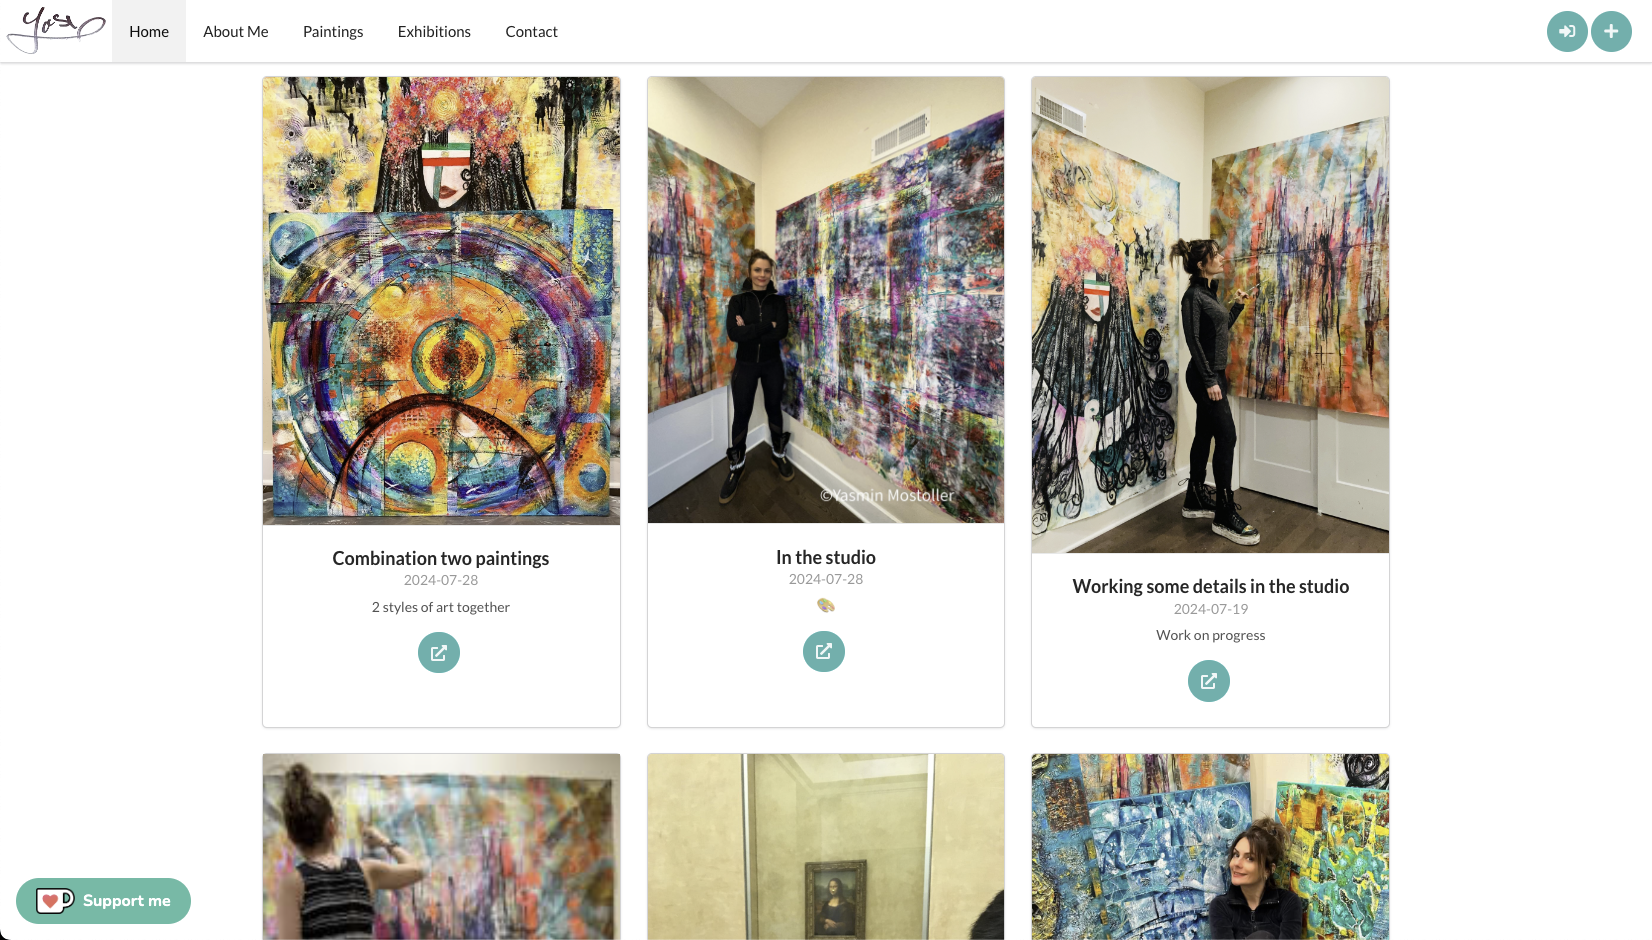 Yasi
Home
About Me
Paintings
Exhibitions
Contact
©Yasmin Mostoller
Combination two paintings
2024-07-28
2 styles of art together
In the studio
2024-07-28
Working some details in the studio
2024-07-19
Work on progress
Support me